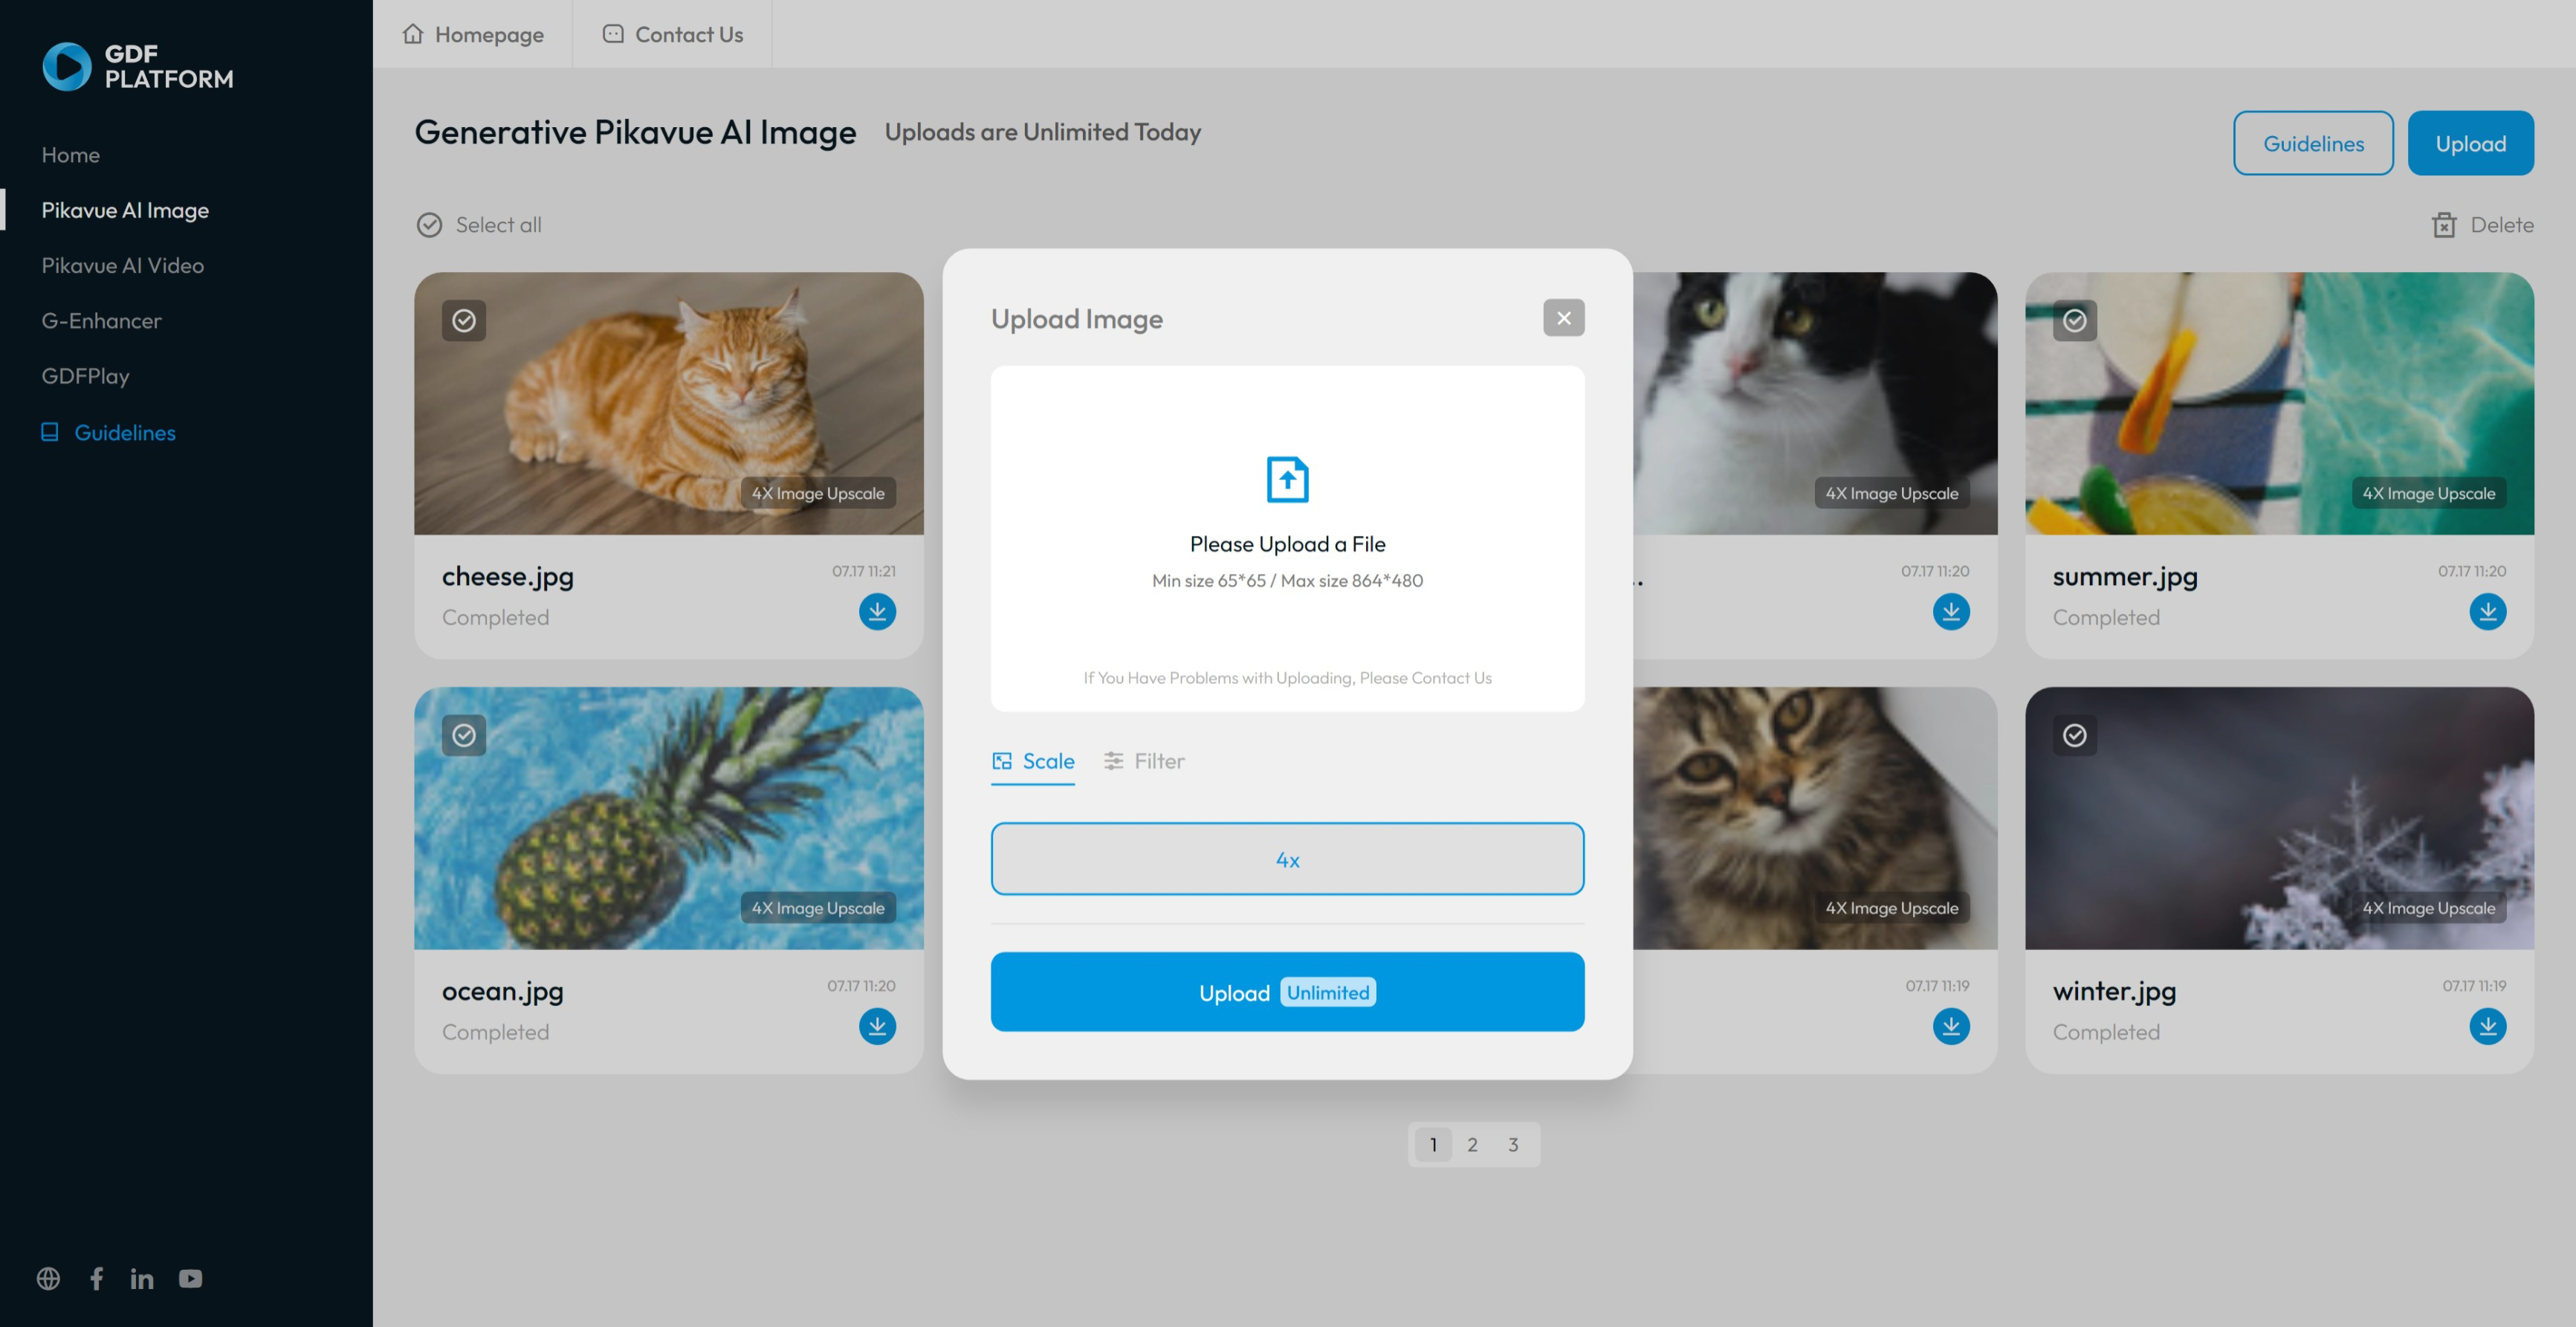 GDF
PLATFORM
Home
Pikavue AI Image
Pikavue AI Video
G-Enhancer
GDFPlay
Guidelines
Homepage
Contact Us
Generative Pikavue AI Image
Uploads are Unlimited Today
Guidelines
Upload
Select all
Delete
4X Image Upscale
cheese.jpg
07.17 11:21
Completed
4X Image Upscale
..
07.17 11:20
4X Image Upscale
summer.jpg
07.17 11:20
Completed
4X Image Upscale
ocean.jpg
07.17 11:20
Completed
4X Image Upscale
07.17 11:19
4X Image Upscale
winter.jpg
07.17 11:19
Completed
Upload Image
Please Upload a File
Min size 65*65 / Max size 864*480
If You Have Problems with Uploading, Please Contact Us
Scale
Filter
4x
Upload Unlimited
1 2 3